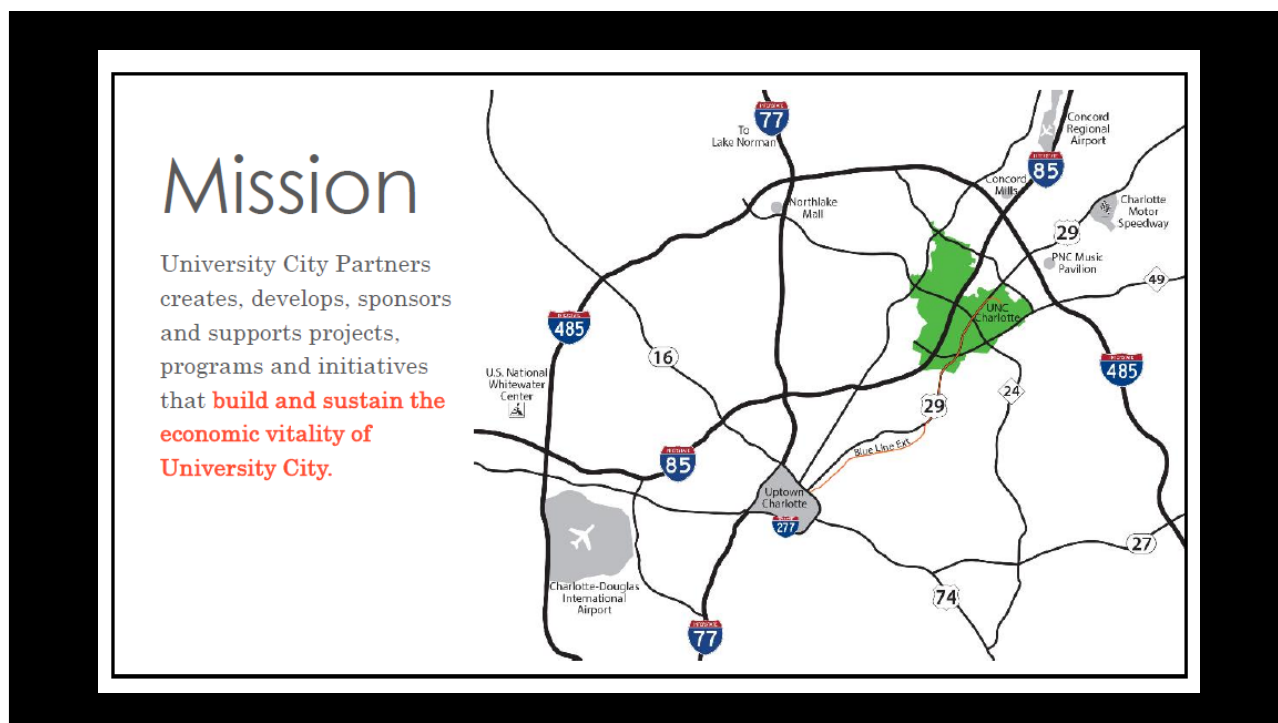 Mission
University City Partners
creates, develops, sponsors
and supports projects,
programs and initiatives
that build and sustain the
economic vitality of
University City.
77
To
Lake Norman
Concord
Regional
Airport
85
Concord
Mills
Northlake
Mall
Charlotte
Motor
Speedway
29
PNC Music
Pavilion
49
UNC
Charlotte
485
16
U.S. National
Whitewater
Center
485
24
29
Blue Line Ext.
85
Uptown
Charlotte
277
27
Charlotte-Douglas
International
Airport
74
77